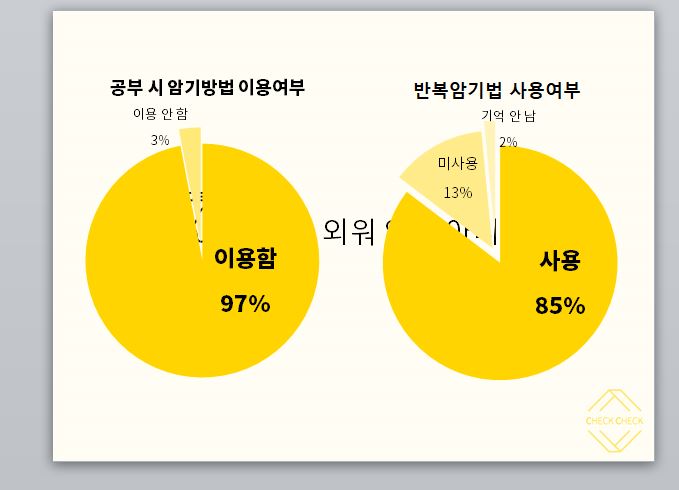 공부 시 암기방법 이용여부
이용 안 함
3%
이용함
97%
반복암기법 사용여부
기억 안 남
2%
미사용
13%
사용
85%
외워
CHECK CHECK